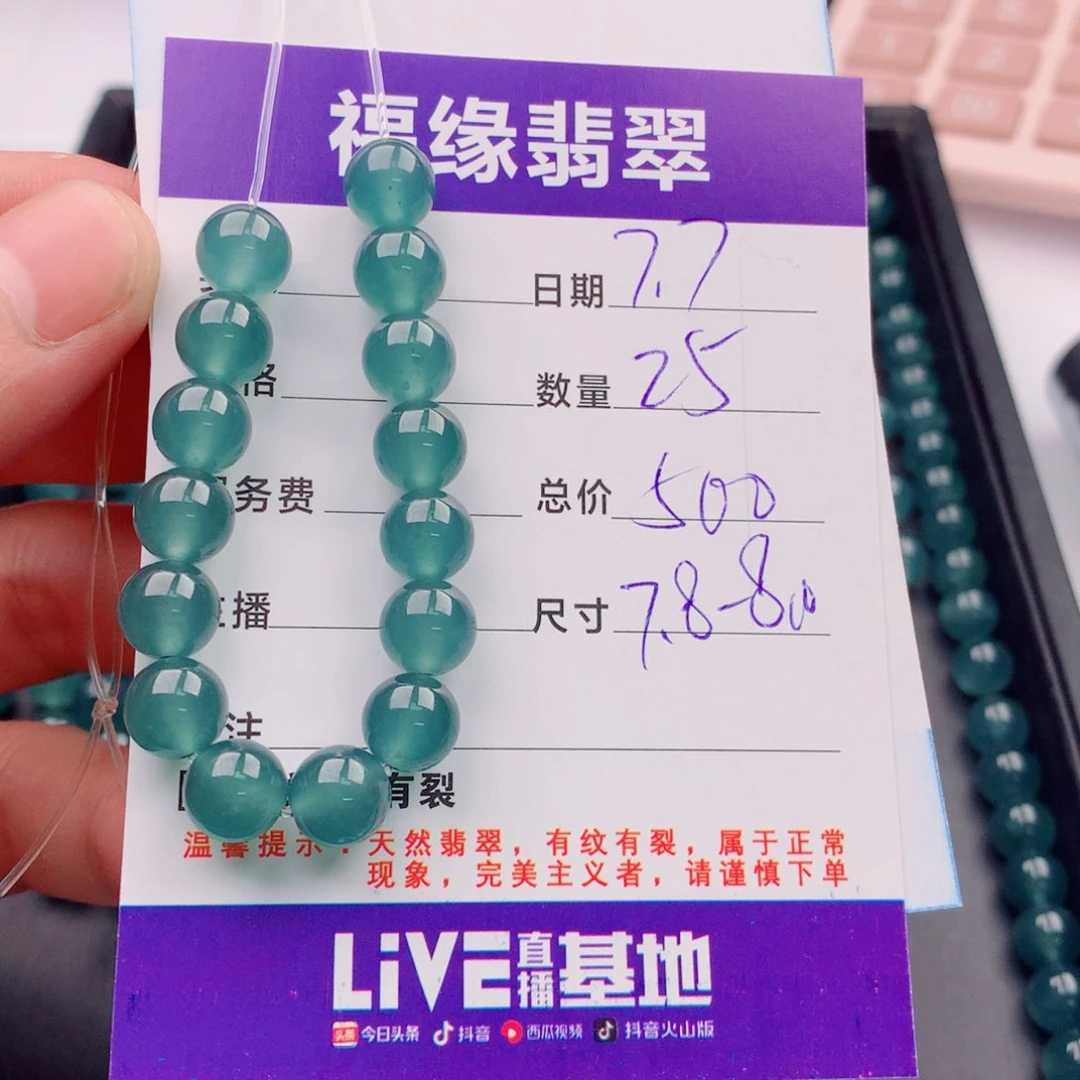 福缘翡翠
日期 7.7
格 数量 25
务费 总价 500
播 尺寸 7.8-8.0
注
有裂
温馨提示：天然翡翠，有纹有裂，属于正常
现象，完美主义者，请谨慎下单
LiVE直播基地
头条 今日头条 抖音 西瓜视频 抖音火山版